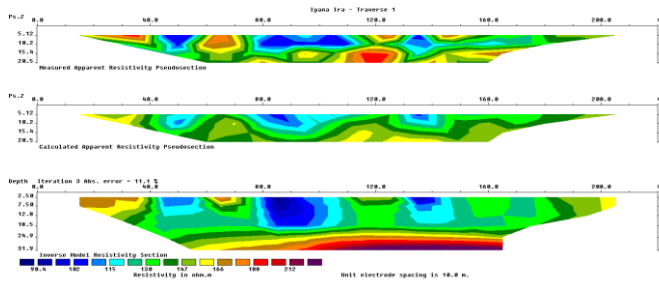 Igana Ira - Traverse 1
Ps.Z 0.0 40.0 80.0 120.0 160.0 200.0
5.12
10.2
15.4
20.5
Measured Apparent Resistivity Pseudosection
Ps.Z 0.0 40.0 80.0 120.0 160.0 200.0
5.12
10.2
15.4
20.5
Calculated Apparent Resistivity Pseudosection
Depth Iteration 3 Abs. error = 11.1 %
0.0 40.0 80.0 120.0 160.0 200.0
2.50
7.50
12.8
18.5
24.9
31.9
Inverse Model Resistivity Section
90.4 102 115 130 147 166 188 212
Resistivity in ohm.m Unit electrode spacing is 10.0 m.